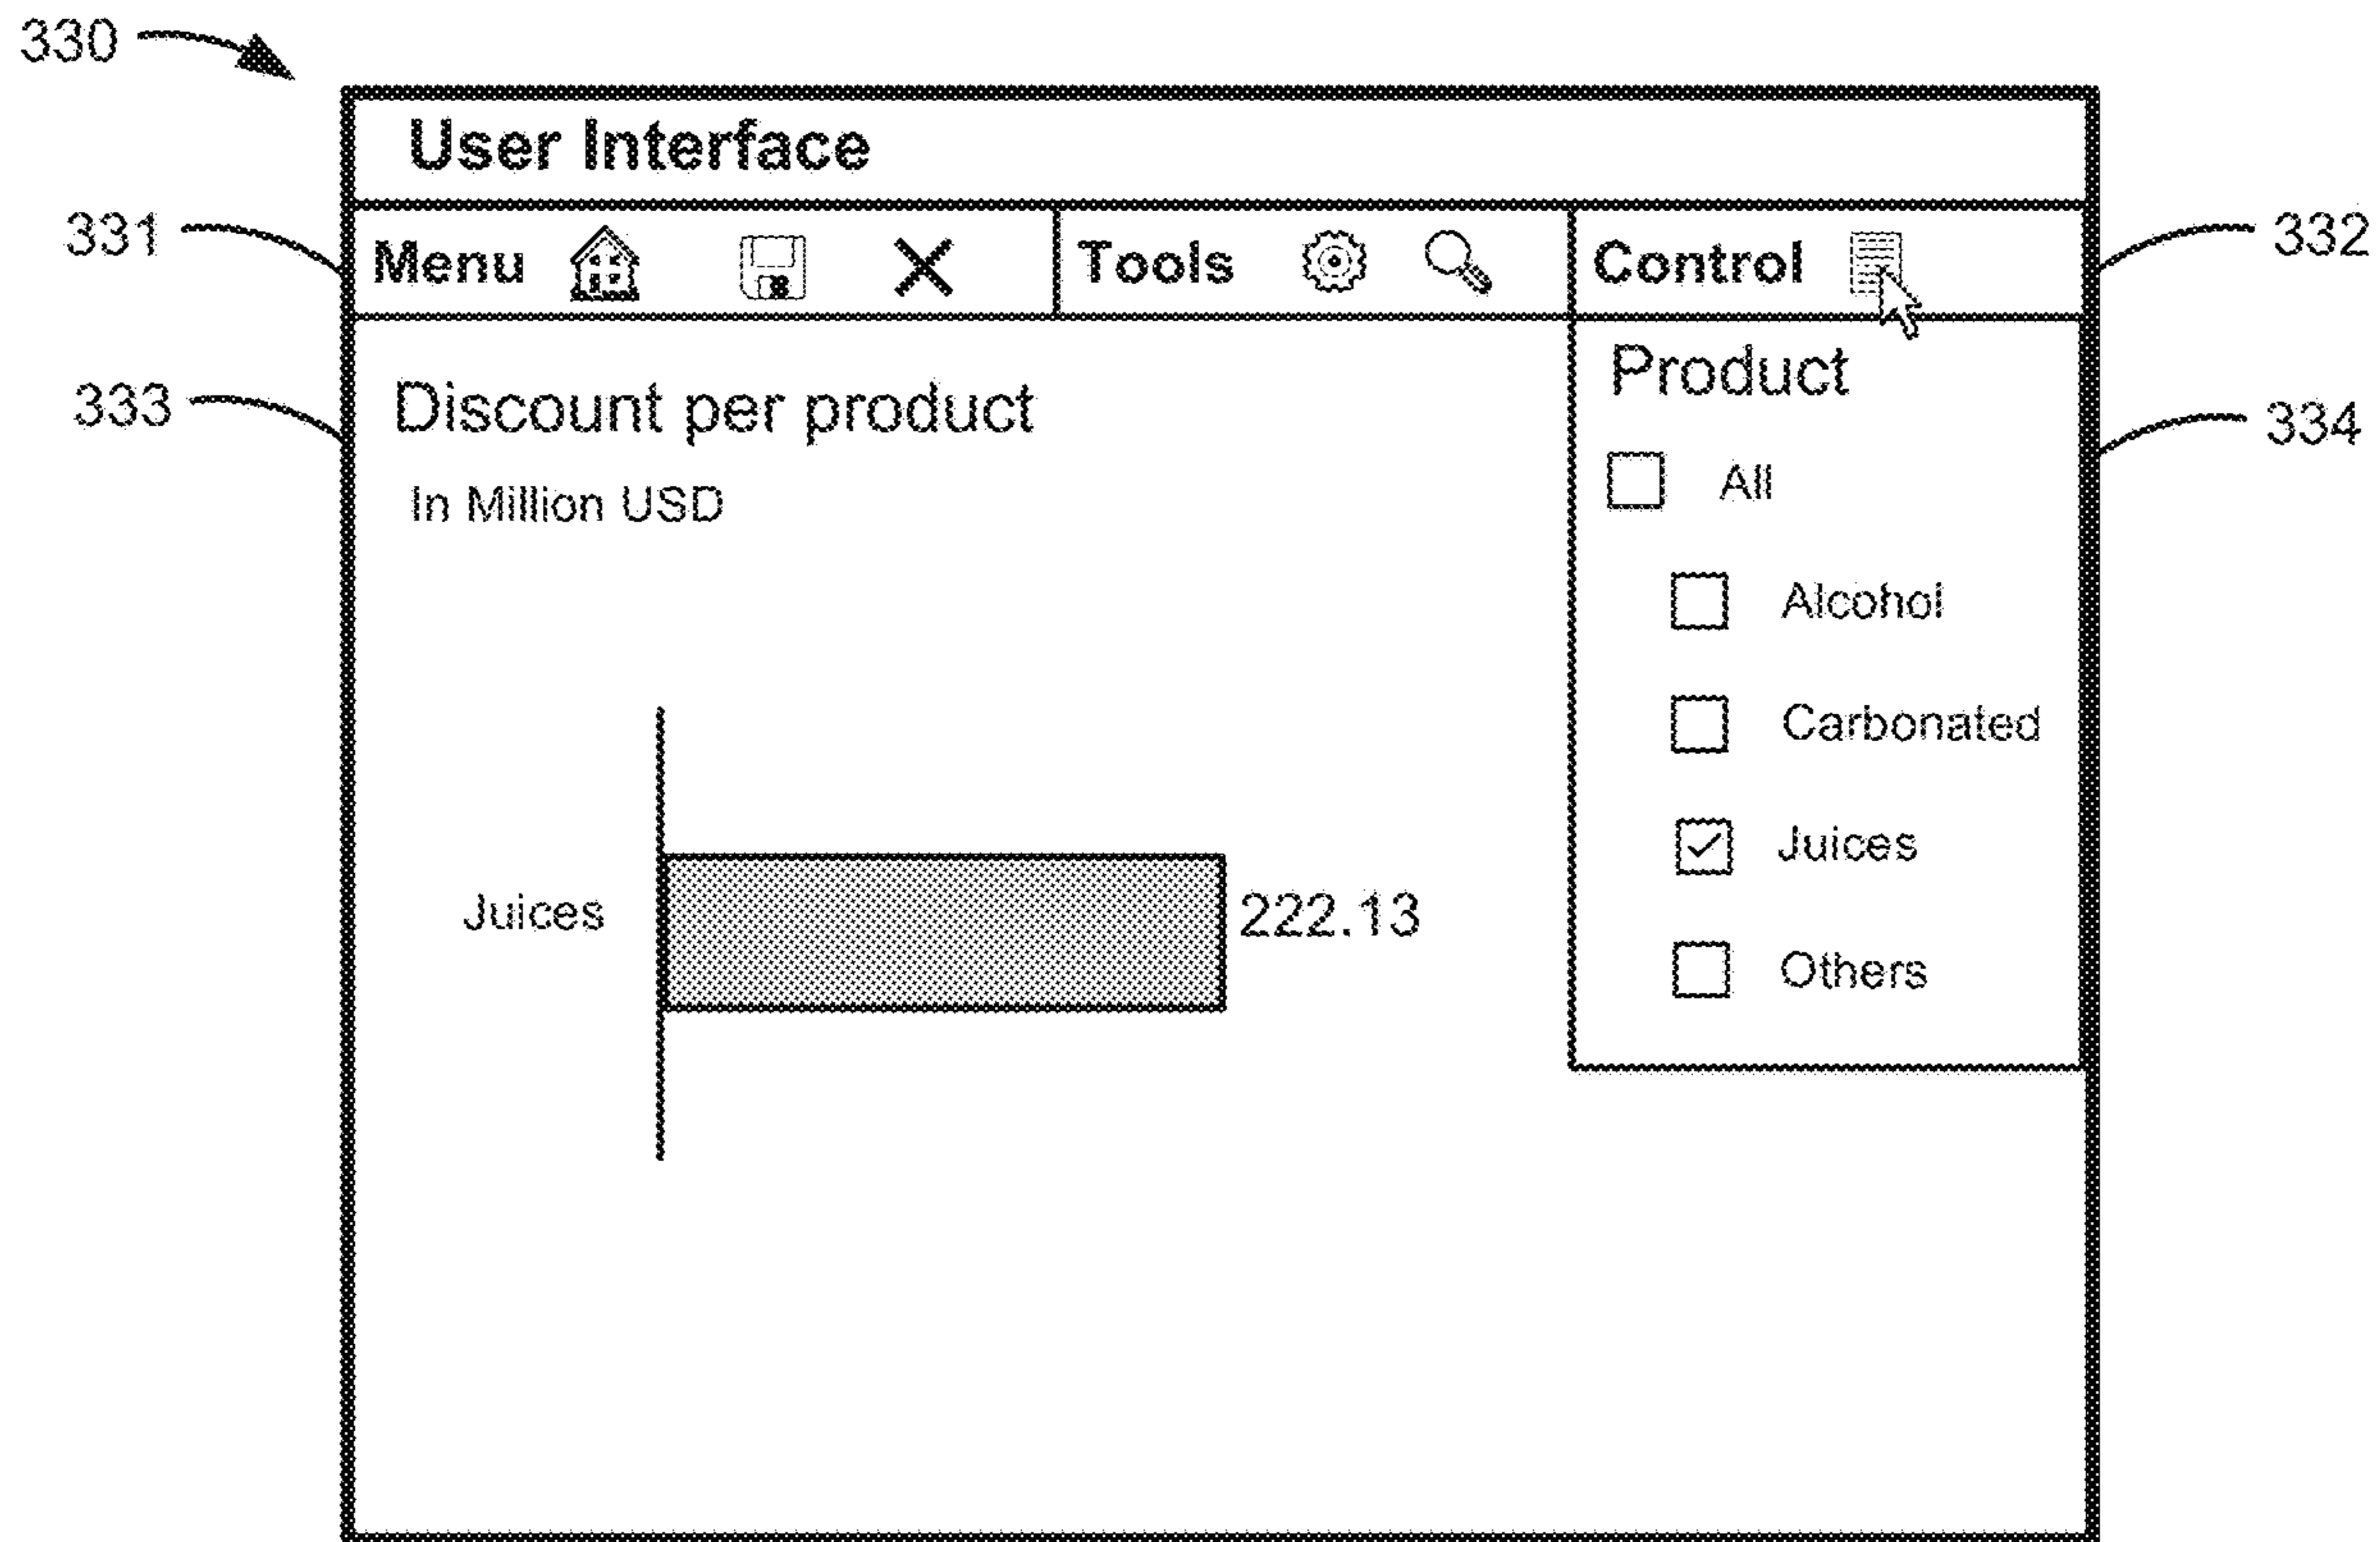 330
User Interface
331
Menu
Tools
Control
332
333
Discount per product
Product
334
In Million USD
All
Alcohol
Carbonated
Juices
Juices
222.13
Others